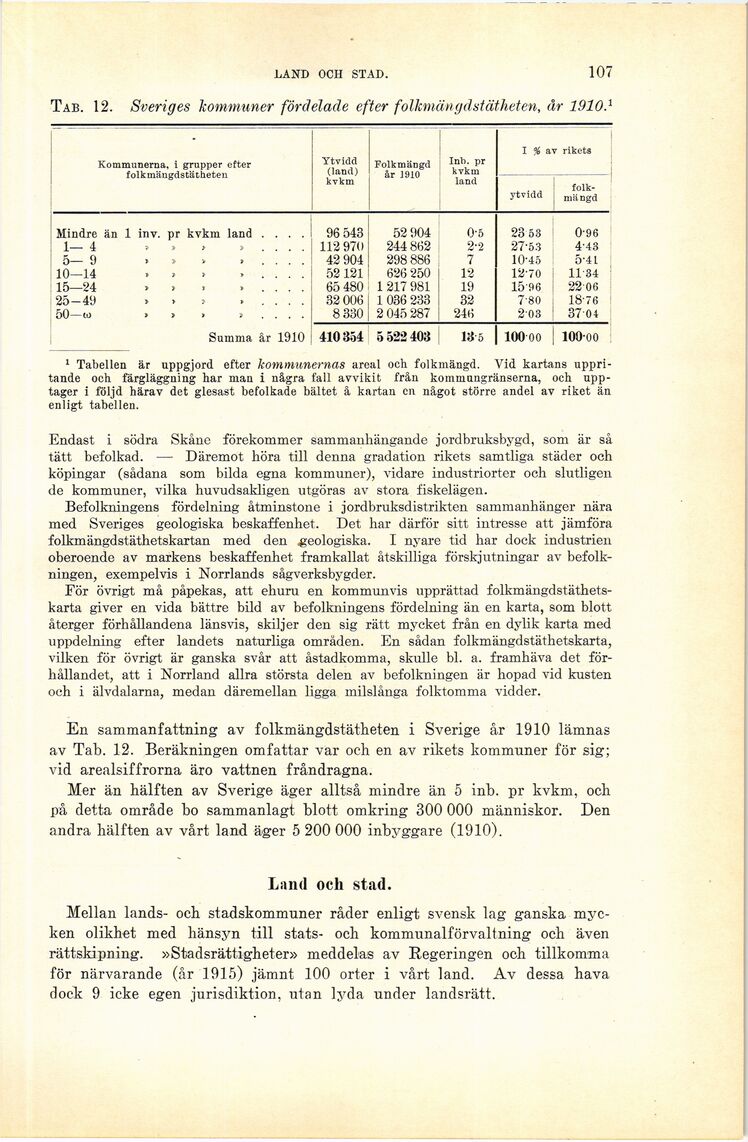 LAND OCH STAD. 107
TAB. 12. Sveriges kommuner fördelade efter folkmängdstätheten, år 1910.¹
Kommunerna, i grupper efter folkmängdstätheten | Ytvidd (land) kvkm | Folkmängd år 1910 | Inb. pr kvkm land | I % av rikets ytvidd | folk-mängd
Mindre än 1 inv. pr kvkm land . . . . 96 543 52 904 0·5 23·53 0·96
1— 4 » » » » . . . . 112 970 244 862 2·2 27·53 4·43
5— 9 » » » » . . . . 42 904 298 886 7 10·45 5·41
10—14 » » » » . . . . 52 121 626 250 12 12·70 11·34
15—24 » » » » . . . . 65 480 1 217 981 19 15·96 22·06
25—49 » » » » . . . . 32 006 1 036 233 32 7·80 18·76
50—ω » » » » . . . . 8 330 2 045 287 246 2·03 37·04
Summa år 1910 410 354 5 522 403 13·5 100·00 100·00
¹ Tabellen är uppgjord efter kommunernas areal och folkmängd. Vid kartans uppri-
tande och färgläggning har man i några fall avvikit från kommungränserna, och upp-
tager i följd härav det glesast befolkade bältet å kartan en något större andel av riket än
enligt tabellen.
Endast i södra Skåne förekommer sammanhängande jordbruksbygd, som är så
tätt befolkad. — Däremot höra till denna gradation rikets samtliga städer och
köpingar (sådana som bilda egna kommuner), vidare industriorter och slutligen
de kommuner, vilka huvudsakligen utgöras av stora fiskelägen.
Befolkningens fördelning åtminstone i jordbruksdistrikten sammanhänger nära
med Sveriges geologiska beskaffenhet. Det har därför sitt intresse att jämföra
folkmängdstäthetskartan med den geologiska. I nyare tid har dock industrien
oberoende av markens beskaffenhet framkallat åtskilliga förskjutningar av befolk-
ningen, exempelvis i Norrlands sågverksbygder.
För övrigt må påpekas, att ehuru en kommunvis upprättad folkmängdstäthets-
karta giver en vida bättre bild av befolkningens fördelning än en karta, som blott
återger förhållandena länsvis, skiljer den sig rätt mycket från en dylik karta med
uppdelning efter landets naturliga områden. En sådan folkmängdstäthetskarta,
vilken för övrigt är ganska svår att åstadkomma, skulle bl. a. framhäva det för-
hållandet, att i Norrland allra största delen av befolkningen är hopad vid kusten
och i älvdalarna, medan däremellan ligga milslånga folktomma vidder.
En sammanfattning av folkmängdstätheten i Sverige år 1910 lämnas
av Tab. 12. Beräkningen omfattar var och en av rikets kommuner för sig;
vid arealsiffrorna äro vattnen fråndragna.
Mer än hälften av Sverige äger alltså mindre än 5 inb. pr kvkm, och
på detta område bo sammanlagt blott omkring 300 000 människor. Den
andra hälften av vårt land äger 5 200 000 inbyggare (1910).
Land och stad.
Mellan lands- och stadskommuner råder enligt svensk lag ganska myc-
ken olikhet med hänsyn till stats- och kommunalförvaltning och även
rättskipning. »Stadsrättigheter» meddelas av Regeringen och tillkomma
för närvarande (år 1915) jämnt 100 orter i vårt land. Av dessa hava
dock 9 icke egen jurisdiktion, utan lyda under landsrätt.